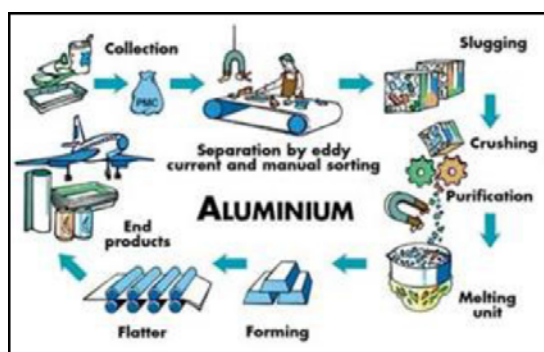 Collection
PMC
Slugging
Separation by eddy
current and manual sorting
Crushing
Purification
ALUMINIUM
End
products
Melting
unit
Flatter
Forming